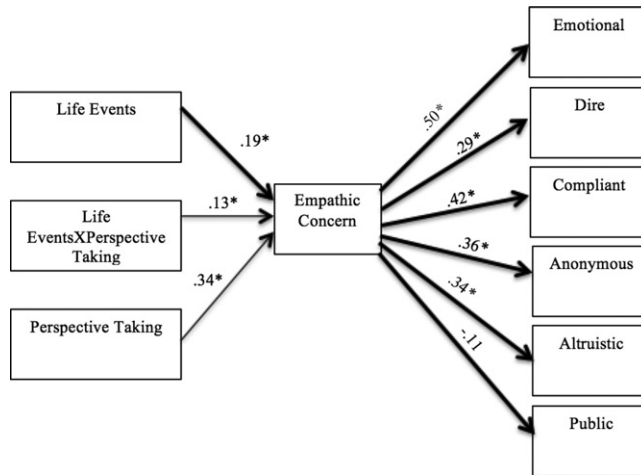 Life Events
Life
EventsXPerspective
Taking
Perspective Taking
.19*
.13*
.34*
Empathic
Concern
.50*
.29*
.42*
.36*
.34*
-.11
Emotional
Dire
Compliant
Anonymous
Altruistic
Public